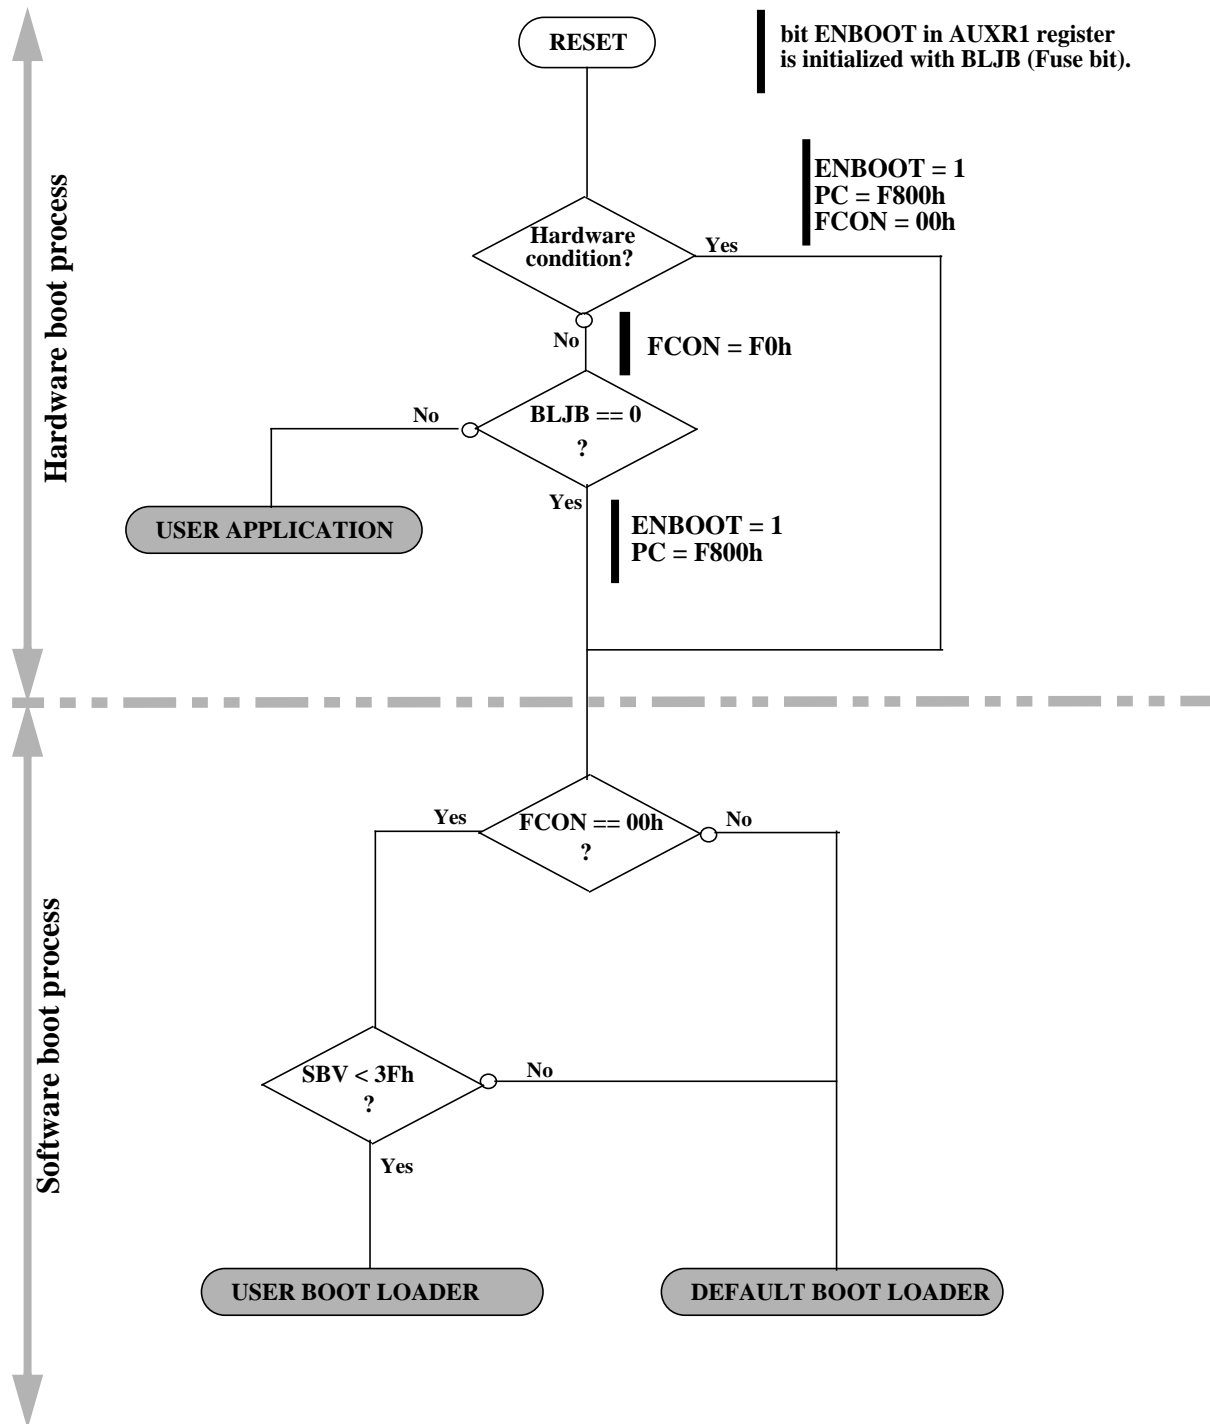 RESET
bit ENBOOT in AUXR1 register
is initialized with BLJB (Fuse bit).
ENBOOT = 1
PC = F800h
FCON = 00h
Hardware
condition?
Yes
No
FCON = F0h
BLJB == 0
?
No
Yes
USER APPLICATION
ENBOOT = 1
PC = F800h
Hardware boot process
FCON == 00h
?
Yes
No
SBV < 3Fh
?
No
Yes
USER BOOT LOADER
DEFAULT BOOT LOADER
Software boot process